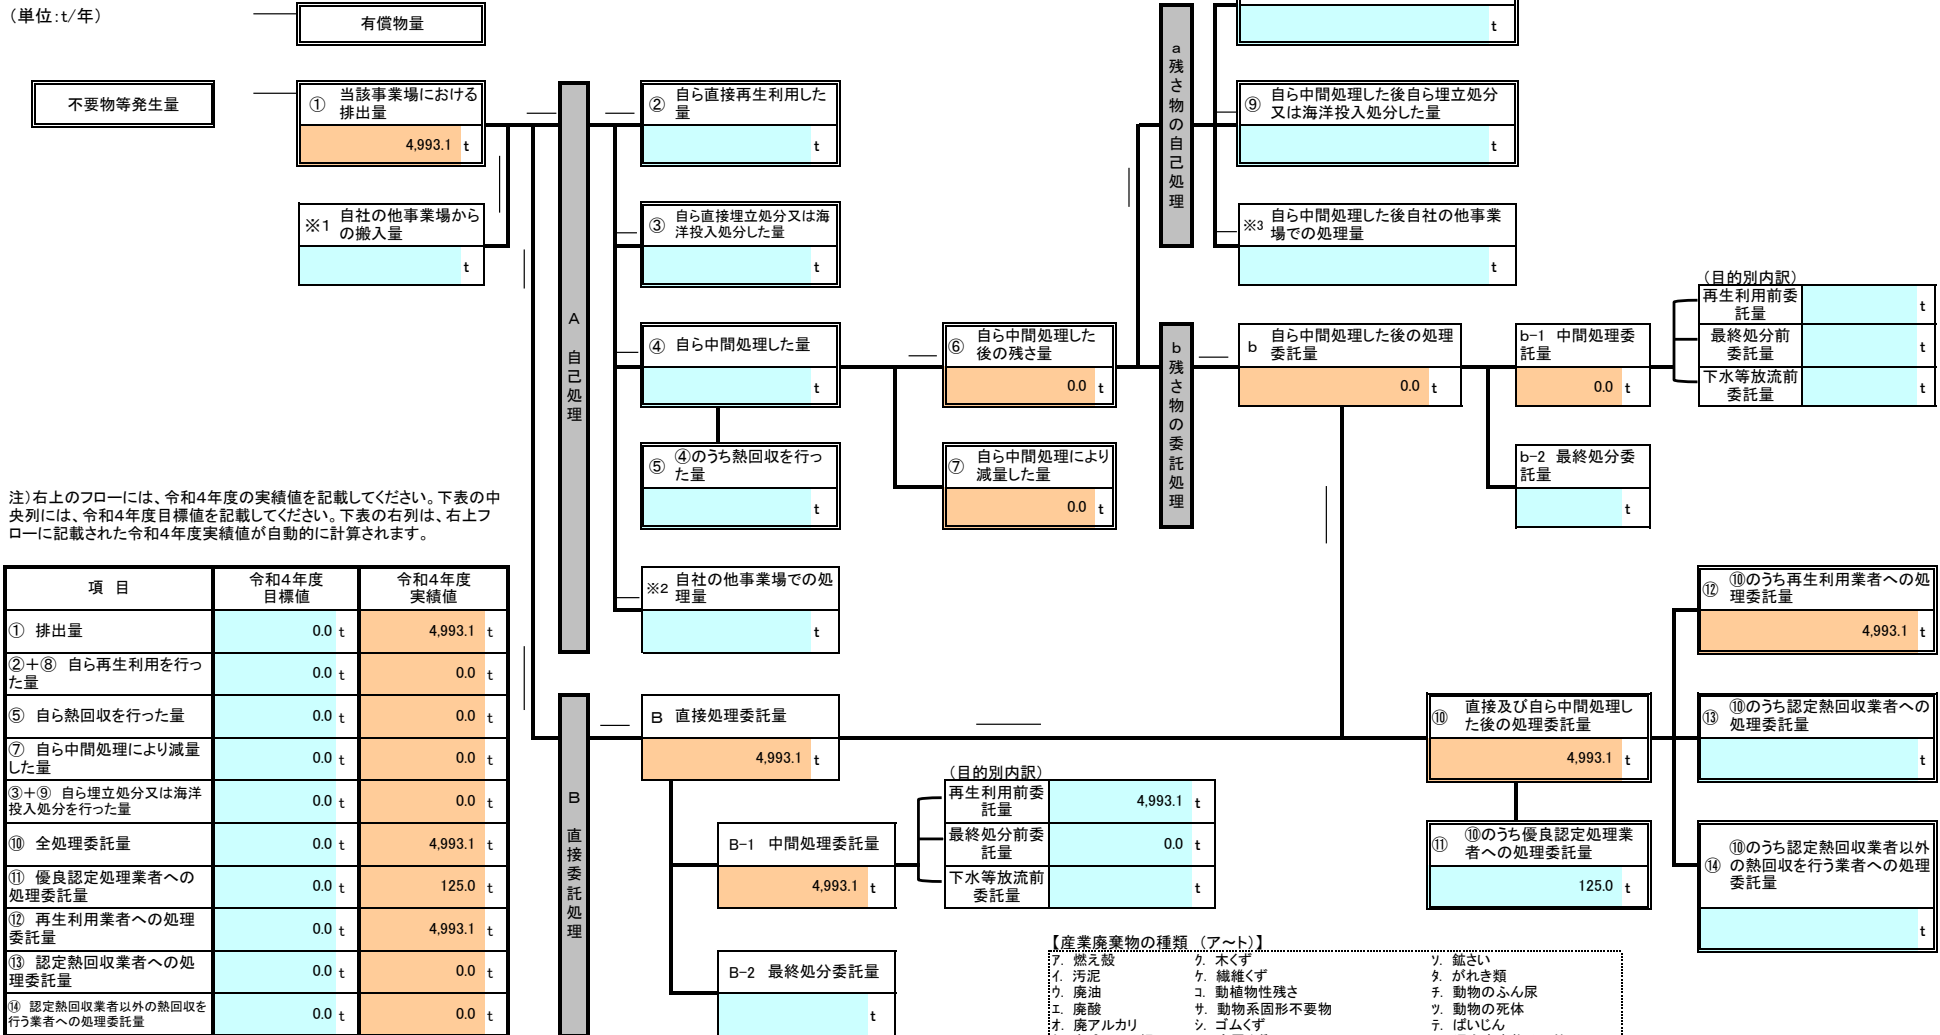 (単位:t/年)
有償物量
t
不要物等発生量
① 当該事業場における
排出量
4,993.1 t
※1 自社の他事業場から
の搬入量
t
A 自己処理
② 自ら直接再生利用した
量
t
③ 自ら直接埋立処分又は海
洋投入処分した量
t
④ 自ら中間処理した量
t
⑤ ④のうち熱回収を行っ
た量
t
※2 自社の他事業場での処
理量
t
⑥ 自ら中間処理した
後の残さ量
0.0 t
⑦ 自ら中間処理により
減量した量
0.0 t
a 残さ物の自己処理
⑨ 自ら中間処理した後自ら埋立処分
又は海洋投入処分した量
t
※3 自ら中間処理した後自社の他事業
場での処理量
t
b 残さ物の委託処理
b 自ら中間処理した後の処理
委託量
0.0 t
b-1 中間処理委
託量
0.0 t
b-2 最終処分委
託量
t
(目的別内訳)
再生利用前委
託量
t
最終処分前
委託量
t
下水等放流前
委託量
t
注)右上のフローには、令和4年度の実績値を記載してください。下表の中
央列には、令和4年度目標値を記載してください。下表の右列は、右上フ
ローに記載された令和4年度実績値が自動的に計算されます。
項 目 令和4年度
目標値 令和4年度
実績値
① 排出量 0.0 t 4,993.1 t
②+⑧ 自ら再生利用を行っ
た量 0.0 t 0.0 t
⑤ 自ら熱回収を行った量 0.0 t 0.0 t
⑦ 自ら中間処理により減量
した量 0.0 t 0.0 t
③+⑨ 自ら埋立処分又は海洋
投入処分を行った量 0.0 t 0.0 t
⑩ 全処理委託量 0.0 t 4,993.1 t
⑪ 優良認定処理業者への
処理委託量 0.0 t 125.0 t
⑫ 再生利用業者への処理
委託量 0.0 t 4,993.1 t
⑬ 認定熱回収業者への処
理委託量 0.0 t 0.0 t
⑭ 認定熱回収業者以外の熱回収を
行う業者への処理委託量 0.0 t 0.0 t
B 直接委託処理
B 直接処理委託量
4,993.1 t
B-1 中間処理委託量
4,993.1 t
B-2 最終処分委託量
t
(目的別内訳)
再生利用前委
託量
4,993.1 t
最終処分前委
託量
0.0 t
下水等放流前
委託量
t
⑩ 直接及び自ら中間処理し
た後の処理委託量
4,993.1 t
⑪ ⑩のうち優良認定処理業
者への処理委託量
125.0 t
⑫ ⑩のうち再生利用業者への処
理委託量
4,993.1 t
⑬ ⑩のうち認定熱回収業者への
処理委託量
t
⑭ ⑩のうち認定熱回収業者以外
の熱回収を行う業者への処理
委託量
t
【産業廃棄物の種類 (ア~ト)】
ア. 燃え殻 ク. 木くず ソ. 鉱さい
イ. 汚泥 ケ. 繊維くず タ. がれき類
ウ. 廃油 コ. 動植物性残さ チ. 動物のふん尿
エ. 廃酸 サ. 動物系固形不要物 ツ. 動物の死体
オ. 廃アルカリ シ. ゴムくず テ. ばいじん